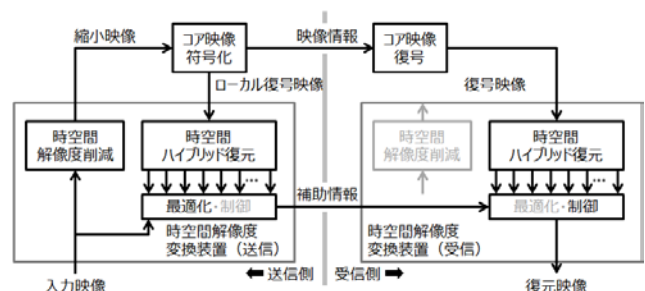 縮小映像
コア映像
符号化
映像情報
コア映像
復号
ローカル復号映像
復号映像
時空間
解像度削減
時空間
ハイブリッド復元
時空間
解像度削減
時空間
ハイブリッド復元
...
...
補助情報
最適化・制御
最適化・制御
時空間解像度
変換装置（送信）
時空間解像度
変換装置（受信）
入力映像
送信側
受信側
復元映像